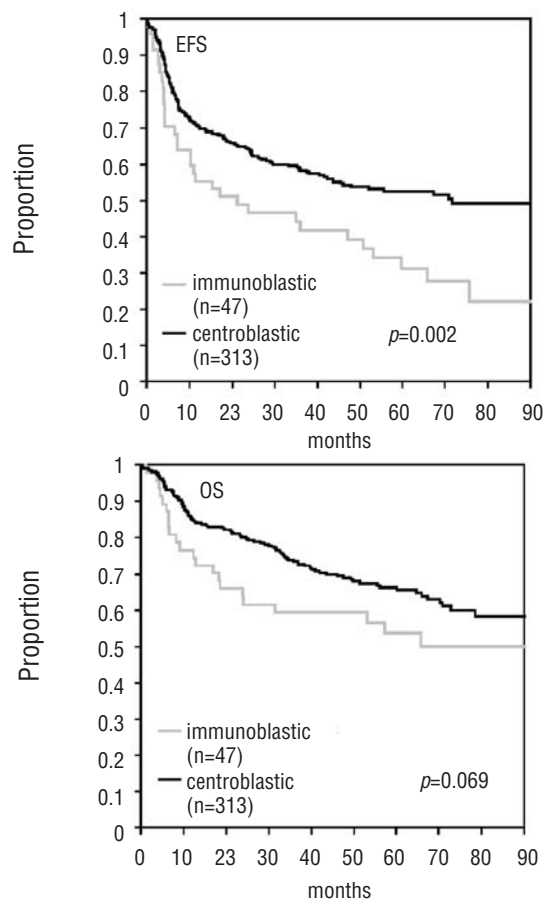 EFS
Proportion
1
0.9
0.8
0.7
0.6
0.5
0.4
0.3
0.2
0.1
0
immunoblastic
(n=47)
centroblastic
(n=313)
p=0.002
0 10 23 30 40 50 60 70 80 90
months
OS
Proportion
1
0.9
0.8
0.7
0.6
0.5
0.4
0.3
0.2
0.1
0
immunoblastic
(n=47)
centroblastic
(n=313)
p=0.069
0 10 23 30 40 50 60 70 80 90
months